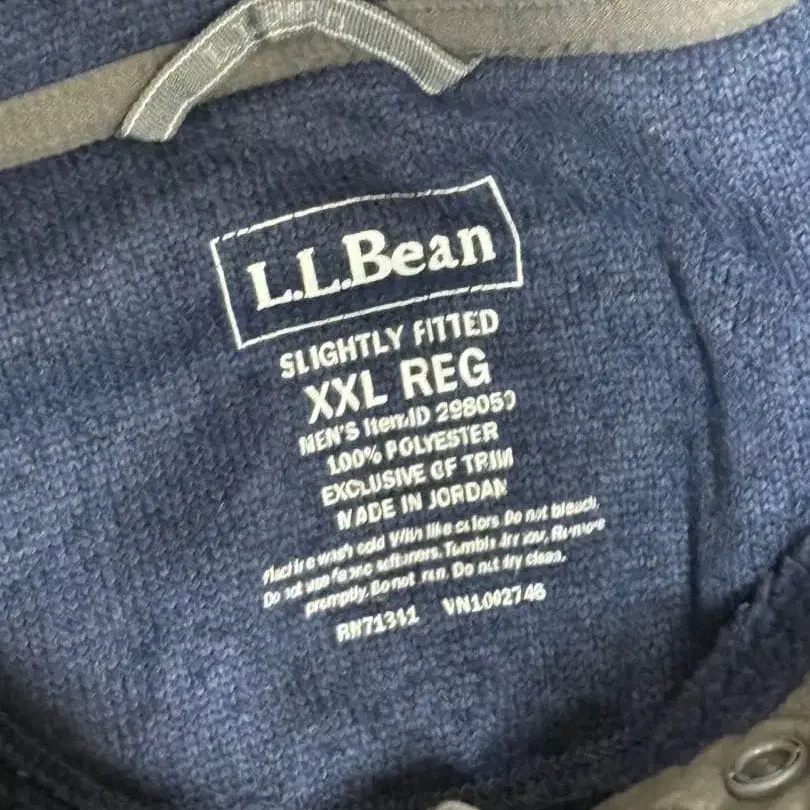 L.L.Bean
SLIGHTLY FITTED
XXL REG
MEN'S Item ID 298059
100% POLYESTER
EXCLUSIVE OF TRIM
MADE IN JORDAN
Machine wash cold With like colors. Do not bleach.
Do not use fabric softeners. Tumble dry low, Remove
promptly. Do not iron. Do not dry clean.
RN71341 VN1002746